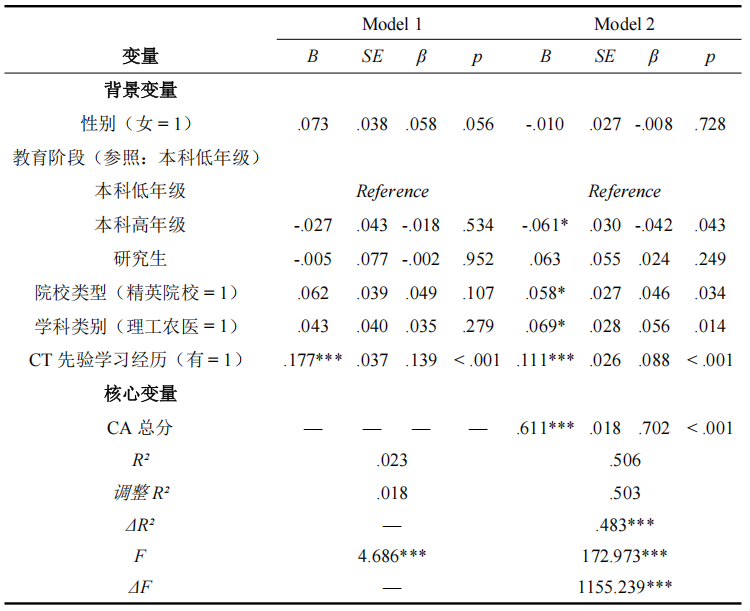 Model 1 Model 2
变量 B SE β p B SE β p
背景变量
性别（女＝1） .073 .038 .058 .056 -.010 .027 -.008 .728
教育阶段（参照：本科低年级）
本科低年级 Reference Reference
本科高年级 -.027 .043 -.018 .534 -.061* .030 -.042 .043
研究生 -.005 .077 -.002 .952 .063 .055 .024 .249
院校类型（精英院校＝1） .062 .039 .049 .107 .058* .027 .046 .034
学科类别（理工农医＝1） .043 .040 .035 .279 .069* .028 .056 .014
CT 先验学习经历（有＝1） .177*** .037 .139 < .001 .111*** .026 .088 < .001
核心变量
CA 总分 — — — — .611*** .018 .702 < .001
R² .023 .506
调整 R² .018 .503
ΔR² — .483***
F 4.686*** 172.973***
ΔF — 1155.239***